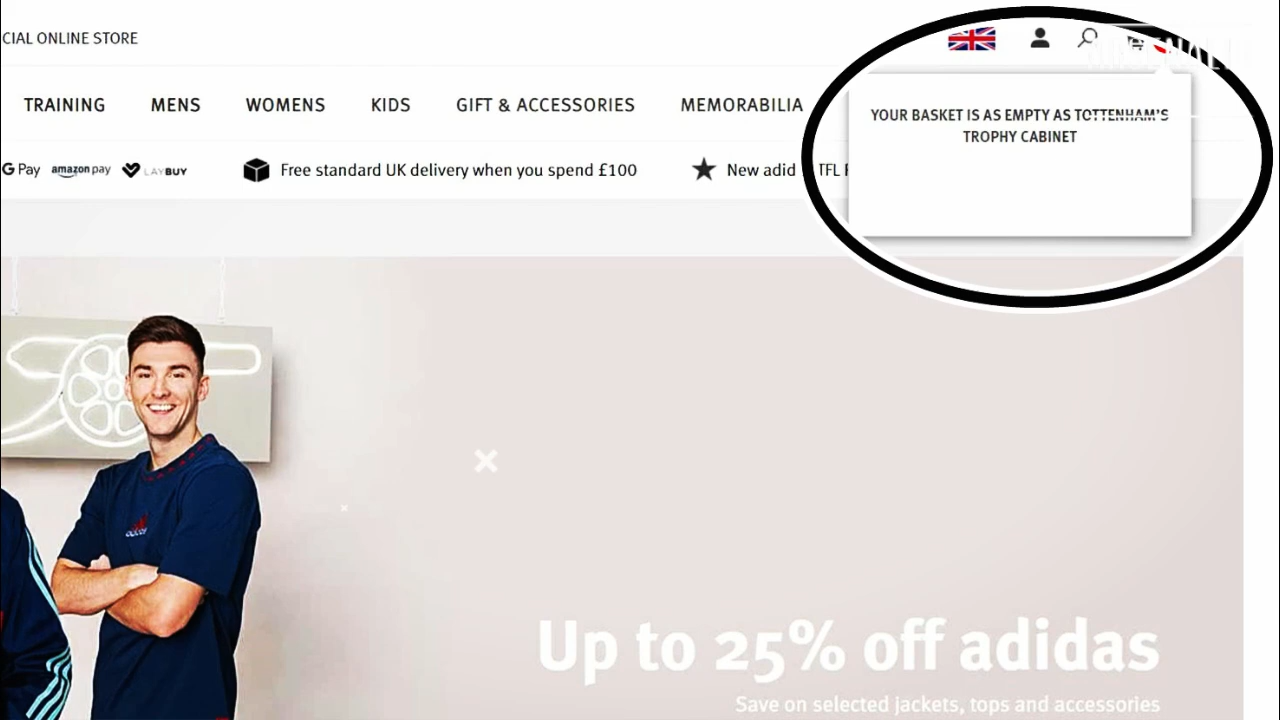 CIAL ONLINE STORE
TRAINING MENS WOMENS KIDS GIFT & ACCESSORIES MEMORABILIA
YOUR BASKET IS AS EMPTY AS TOTTENHAM'S
TROPHY CABINET
G Pay amazon pay LAYBUY Free standard UK delivery when you spend £100 New adid TFL
adidas
Up to 25% off adidas
Save on selected jackets, tops and accessories